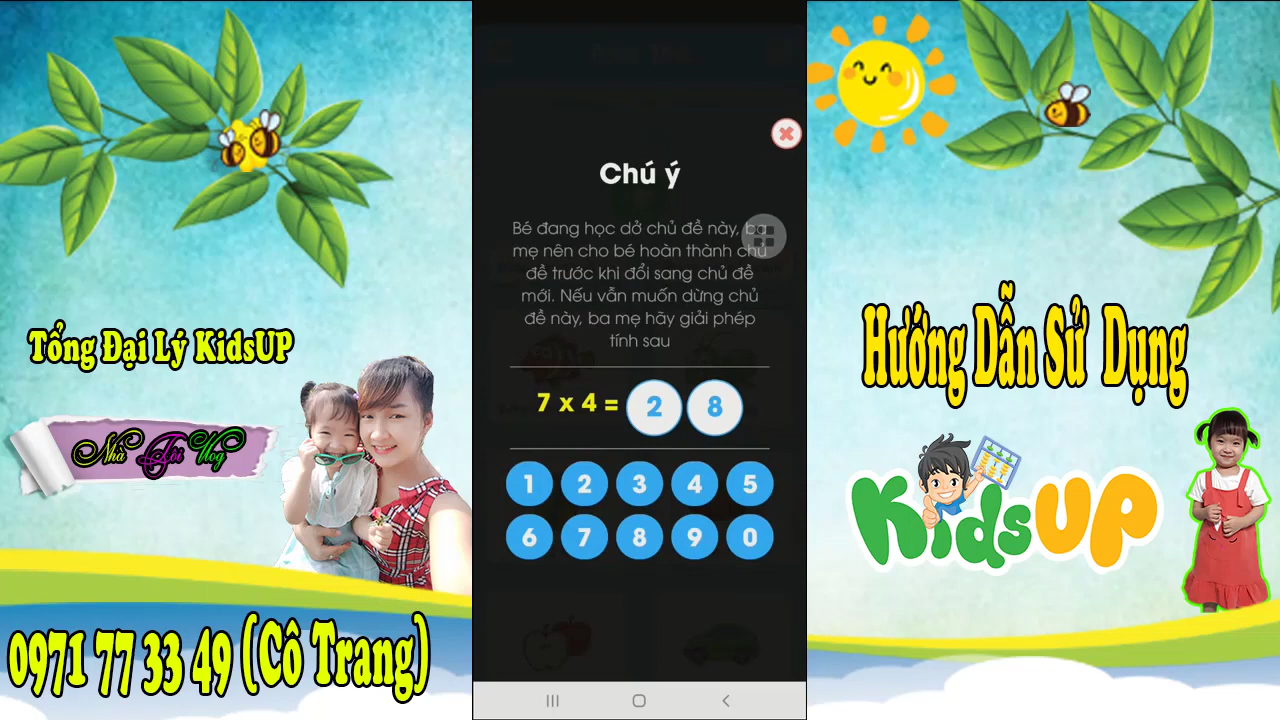 Tổng Đại Lý KidsUP
Nhà Tôi Vlog
0971 77 33 49 (Cô Trang)
Chú ý
Bé đang học dở chủ đề này, ba
mẹ nên cho bé hoàn thành chủ
đề trước khi đổi sang chủ đề
mới. Nếu vẫn muốn dừng chủ
đề này, ba mẹ hãy giải phép
tính sau
7 x 4 = 2 8
1 2 3 4 5
6 7 8 9 0
Hướng Dẫn Sử Dụng
KidsUP